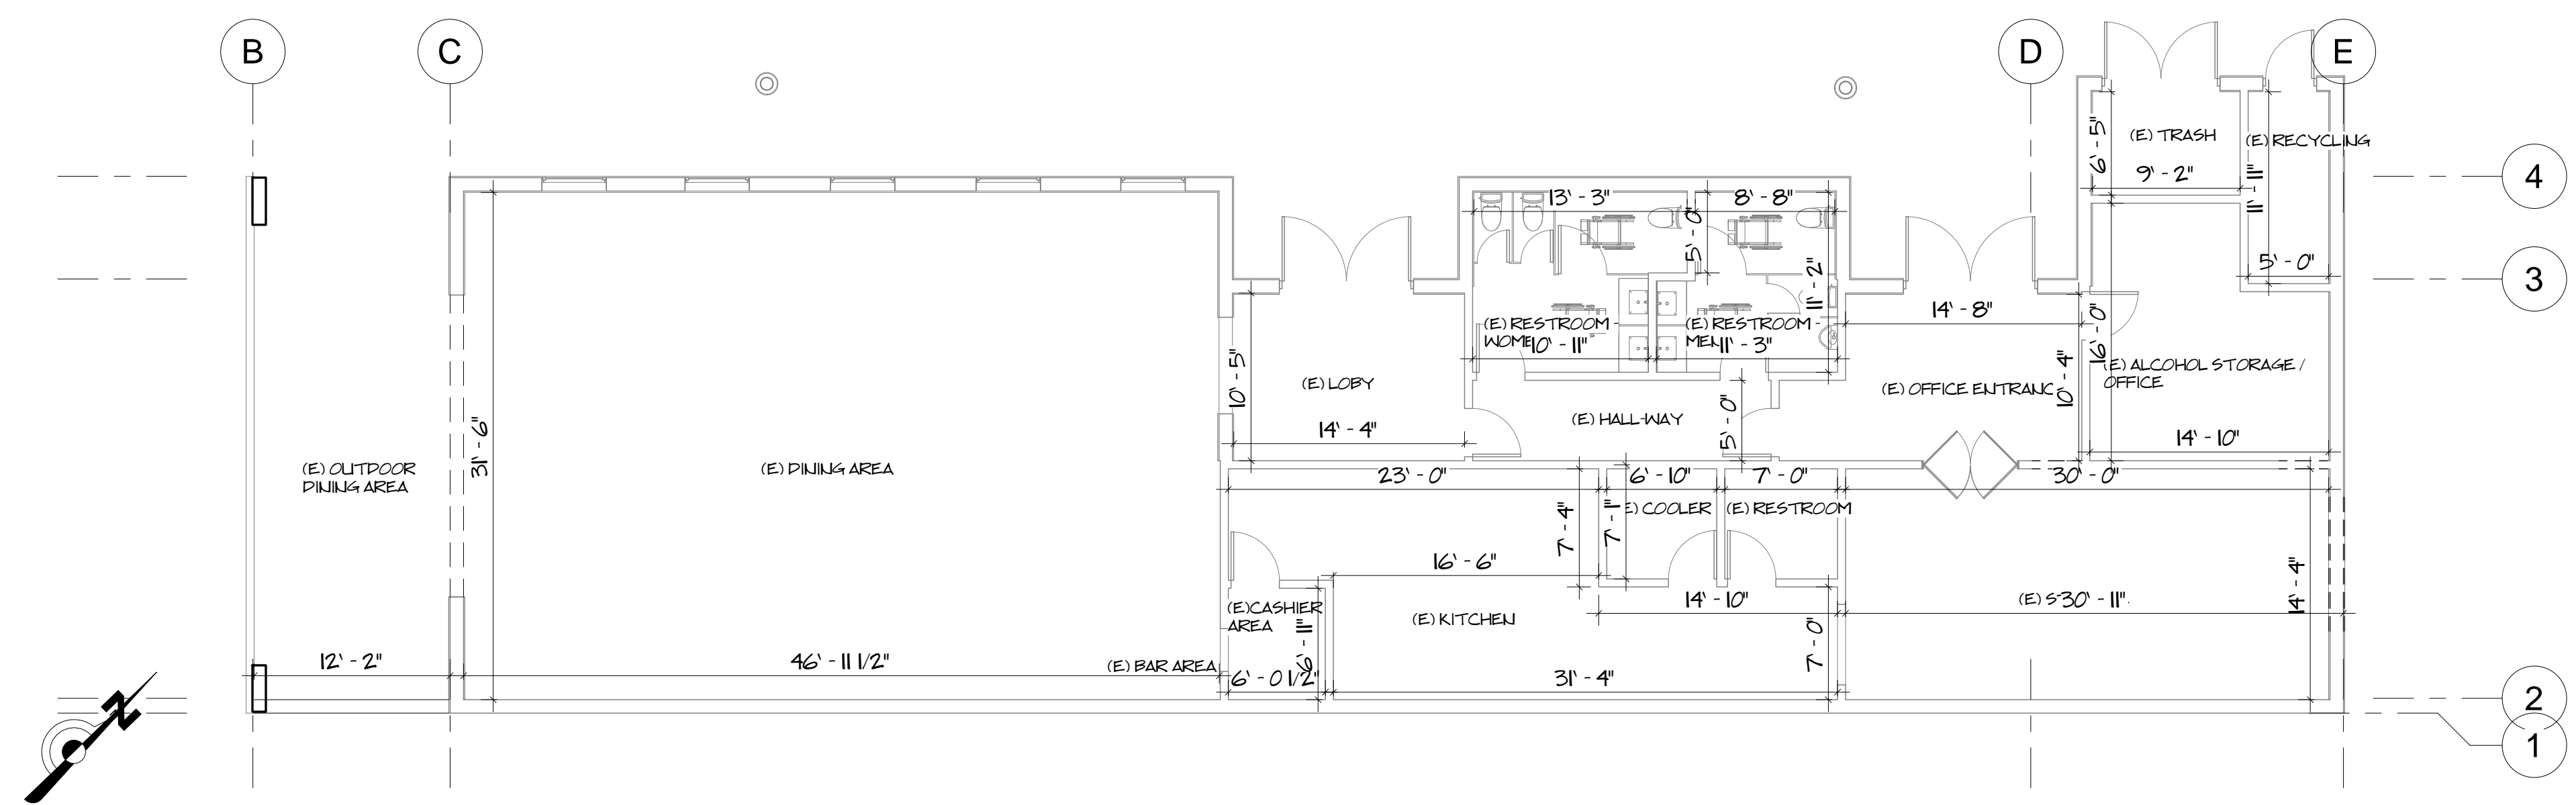 B
C
D
E
(E) TRASH
(E) RECYCLING
6' - 5"
9' - 2"
11' - 11"
4
13' - 3"
8' - 8"
5' - 0"
11' - 2"
5' - 0"
3
14' - 8"
16' - 0"
(E) RESTROOM -
(E) RESTROOM -
10' - 11"
11' - 3"
10' - 5"
10' - 4"
(E) ALCOHOL STORAGE /
OFFICE
(E) LOBY
(E) OFFICE ENTRANC
(E) HALL-WAY
5' - 0"
14' - 4"
14' - 10"
31' - 6"
(E) OUTDOOR
DINING AREA
(E) DINING AREA
23' - 0"
6' - 10"
7' - 0"
30' - 0"
7' - 4"
7' - 1"
E) COOLER
(E) RESTROOM
16' - 6"
14' - 4"
(E)CASHIER
AREA
6' - 11"
(E) KITCHEN
14' - 10"
(E) S
30' - 11"
7' - 0"
12' - 2"
46' - 11 1/2"
(E) BAR AREA
6' - 0 1/2"
31' - 4"
2
1
N